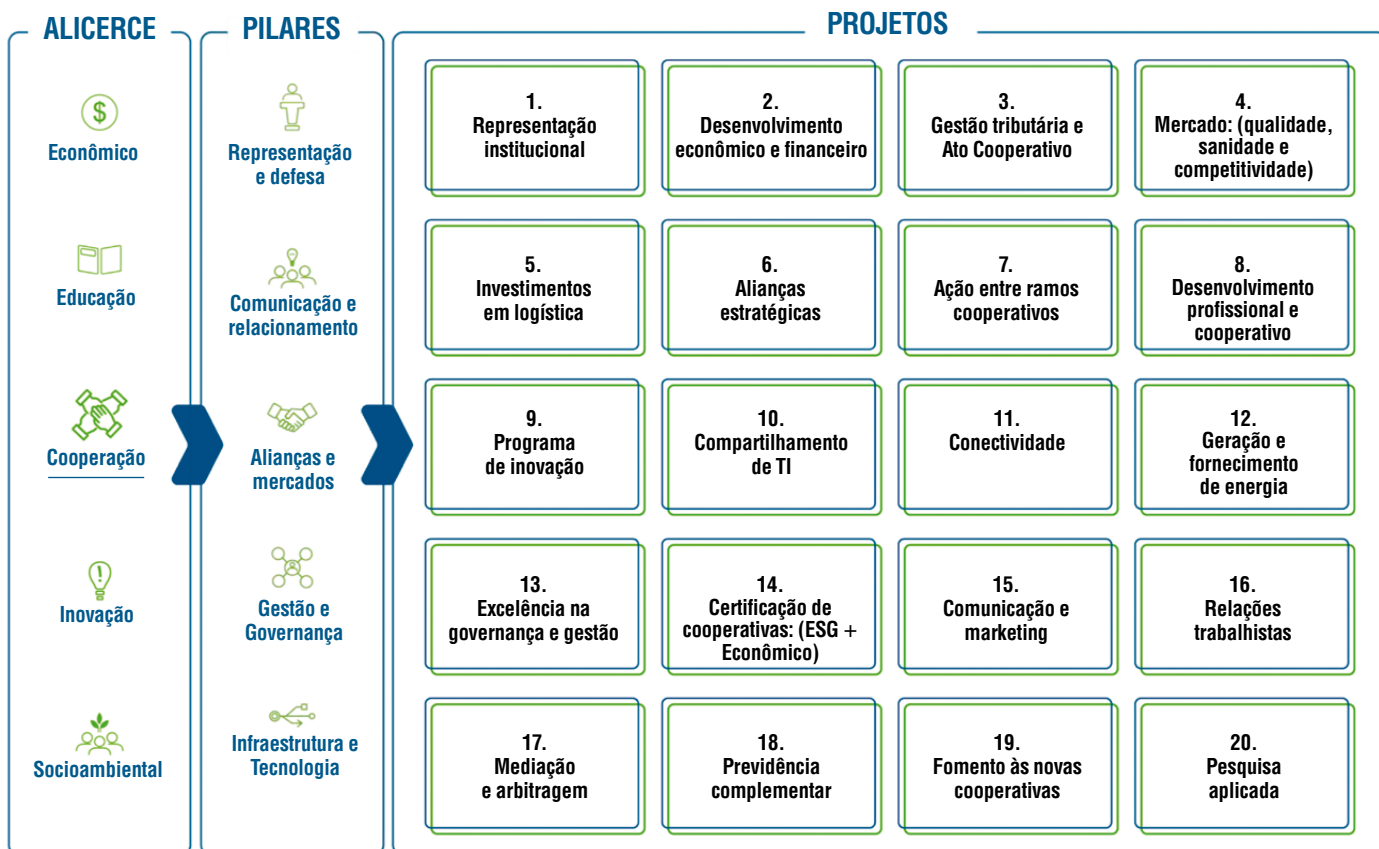 ALICERCE
Econômico
Educação
Cooperação
Inovação
Socioambiental
PILARES
Representação
e defesa
Comunicação e
relacionamento
Alianças e
mercados
Gestão e
Governança
Infraestrutura e
Tecnologia
PROJETOS
1.
Representação
institucional
2.
Desenvolvimento
econômico e financeiro
3.
Gestão tributária e
Ato Cooperativo
4.
Mercado: (qualidade,
sanidade e
competitividade)
5.
Investimentos
em logística
6.
Alianças
estratégicas
7.
Ação entre ramos
cooperativos
8.
Desenvolvimento
profissional e
cooperativo
9.
Programa
de inovação
10.
Compartilhamento
de TI
11.
Conectividade
12.
Geração e
fornecimento
de energia
13.
Excelência na
governança e gestão
14.
Certificação de
cooperativas: (ESG +
Econômico)
15.
Comunicação e
marketing
16.
Relações
trabalhistas
17.
Mediação
e arbitragem
18.
Previdência
complementar
19.
Fomento às novas
cooperativas
20.
Pesquisa
aplicada